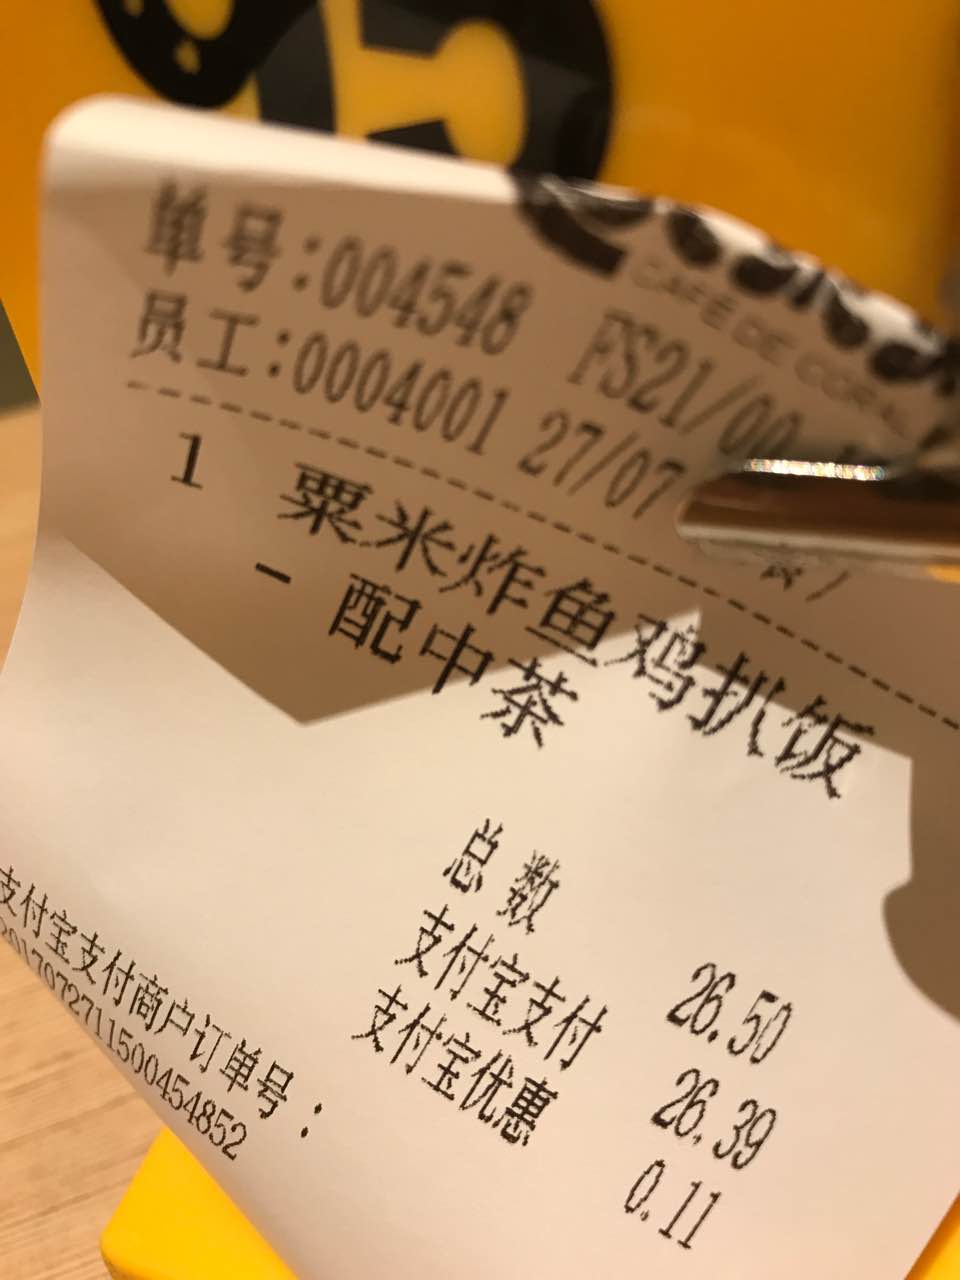 CAFE DE CORAL
单号:004548 FS21/00
员工:0004001 27/07
1 粟米炸鱼鸡扒饭
- 配中茶
总数 26.50
支付宝支付 26.39
支付宝优惠 0.11
支付宝支付商户订单号：
20170727115004548​52